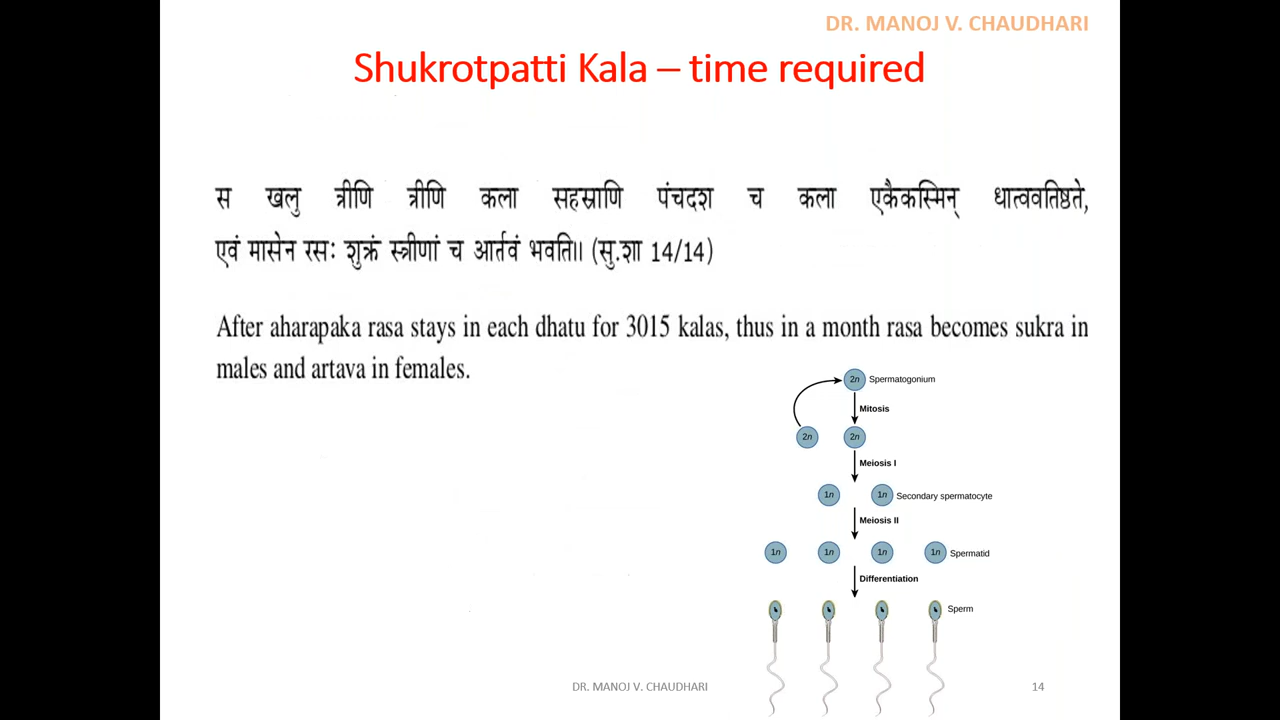 DR. MANOJ V. CHAUDHARI
Shukrotpatti Kala – time required
स खलु त्रीणि त्रीणि कला सहस्राणि पंचदश च कला एकैकस्मिन् धात्ववतिष्ठते,
एवं मासेन रसः शुक्रं स्त्रीणां च आर्तवं भवति॥ (सु.शा 14/14)
After aharapaka rasa stays in each dhatu for 3015 kalas, thus in a month rasa becomes sukra in
males and artava in females.
2n Spermatogonium
Mitosis
2n 2n
Meiosis I
1n 1n Secondary spermatocyte
Meiosis II
1n 1n 1n 1n Spermatid
Differentiation
Sperm
DR. MANOJ V. CHAUDHARI 14